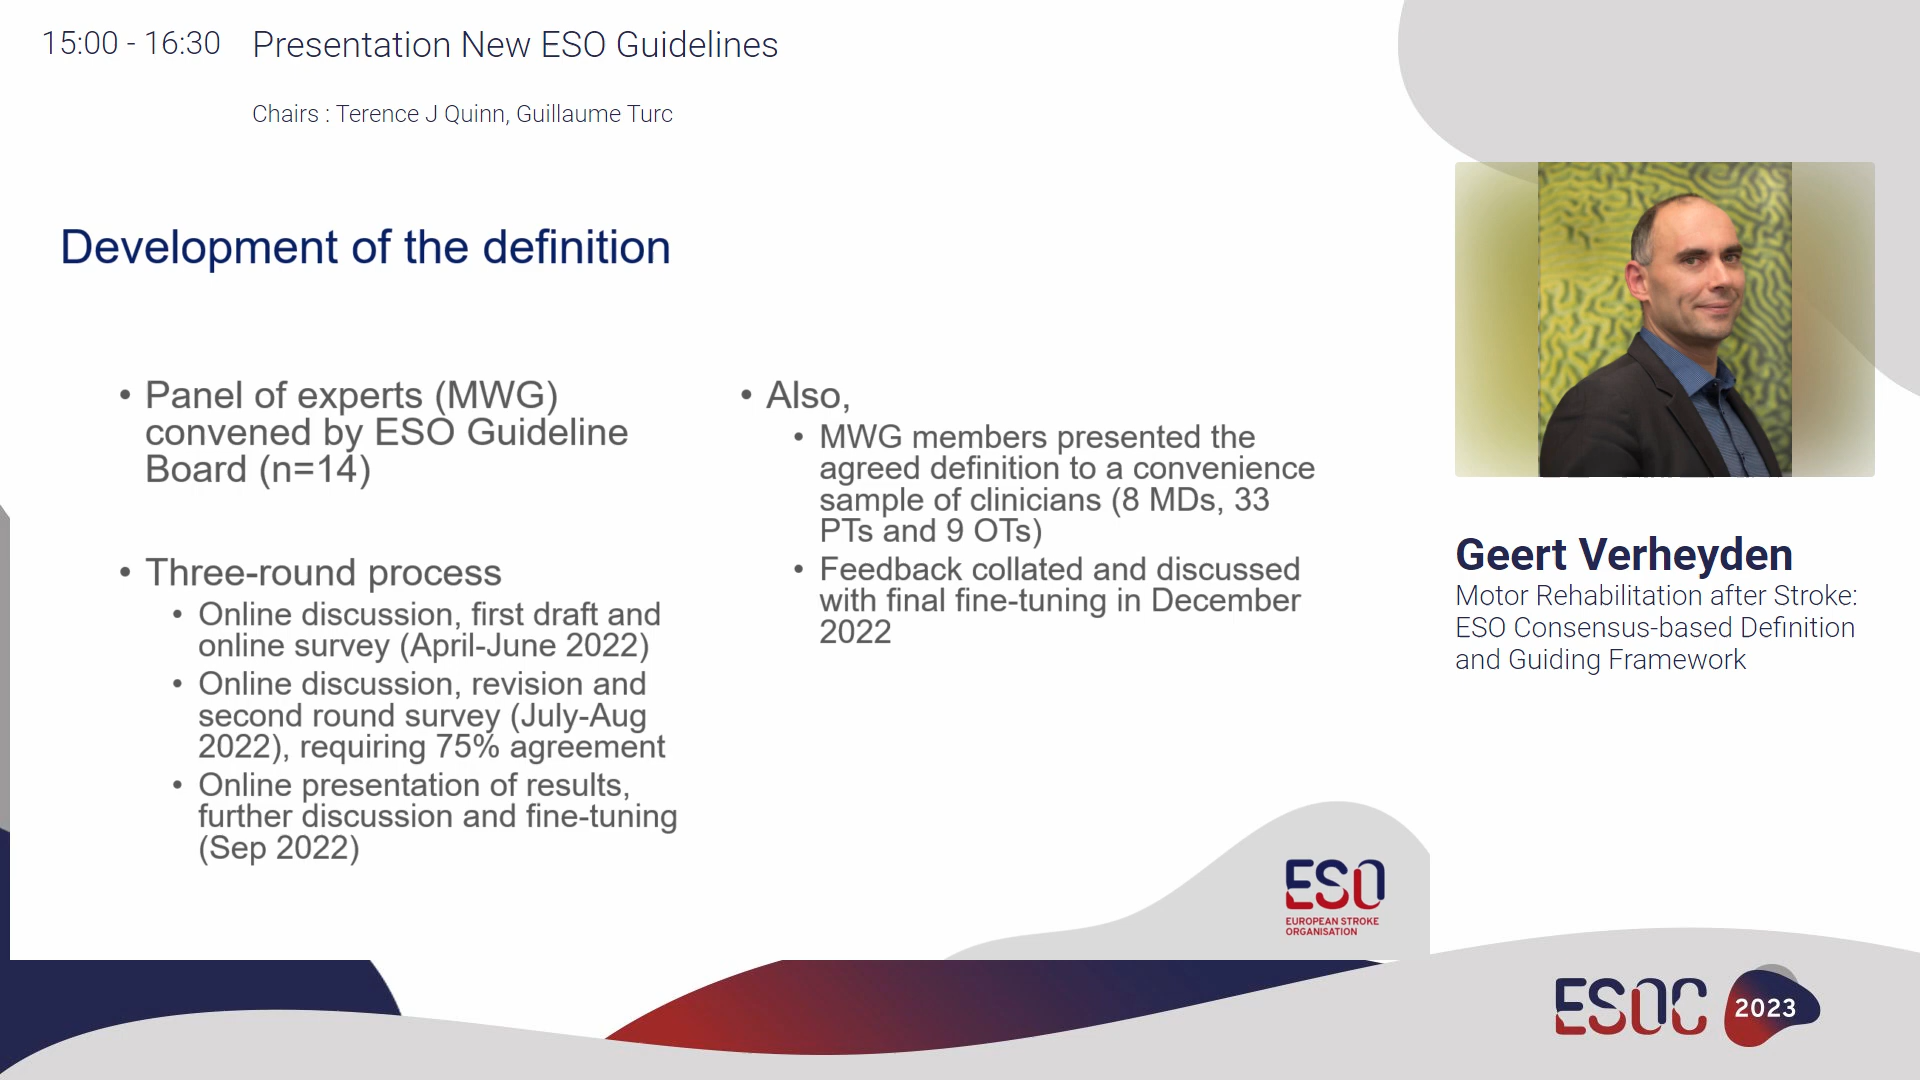 15:00 - 16:30 Presentation New ESO Guidelines
Chairs : Terence J Quinn, Guillaume Turc
Development of the definition
• Panel of experts (MWG)
convened by ESO Guideline
Board (n=14)
• Three-round process
• Online discussion, first draft and
online survey (April-June 2022)
• Online discussion, revision and
second round survey (July-Aug
2022), requiring 75% agreement
• Online presentation of results,
further discussion and fine-tuning
(Sep 2022)
• Also,
• MWG members presented the
agreed definition to a convenience
sample of clinicians (8 MDs, 33
PTs and 9 OTs)
• Feedback collated and discussed
with final fine-tuning in December
2022
ESO
EUROPEAN STROKE
ORGANISATION
Geert Verheyden
Motor Rehabilitation after Stroke:
ESO Consensus-based Definition
and Guiding Framework
ESOC 2023